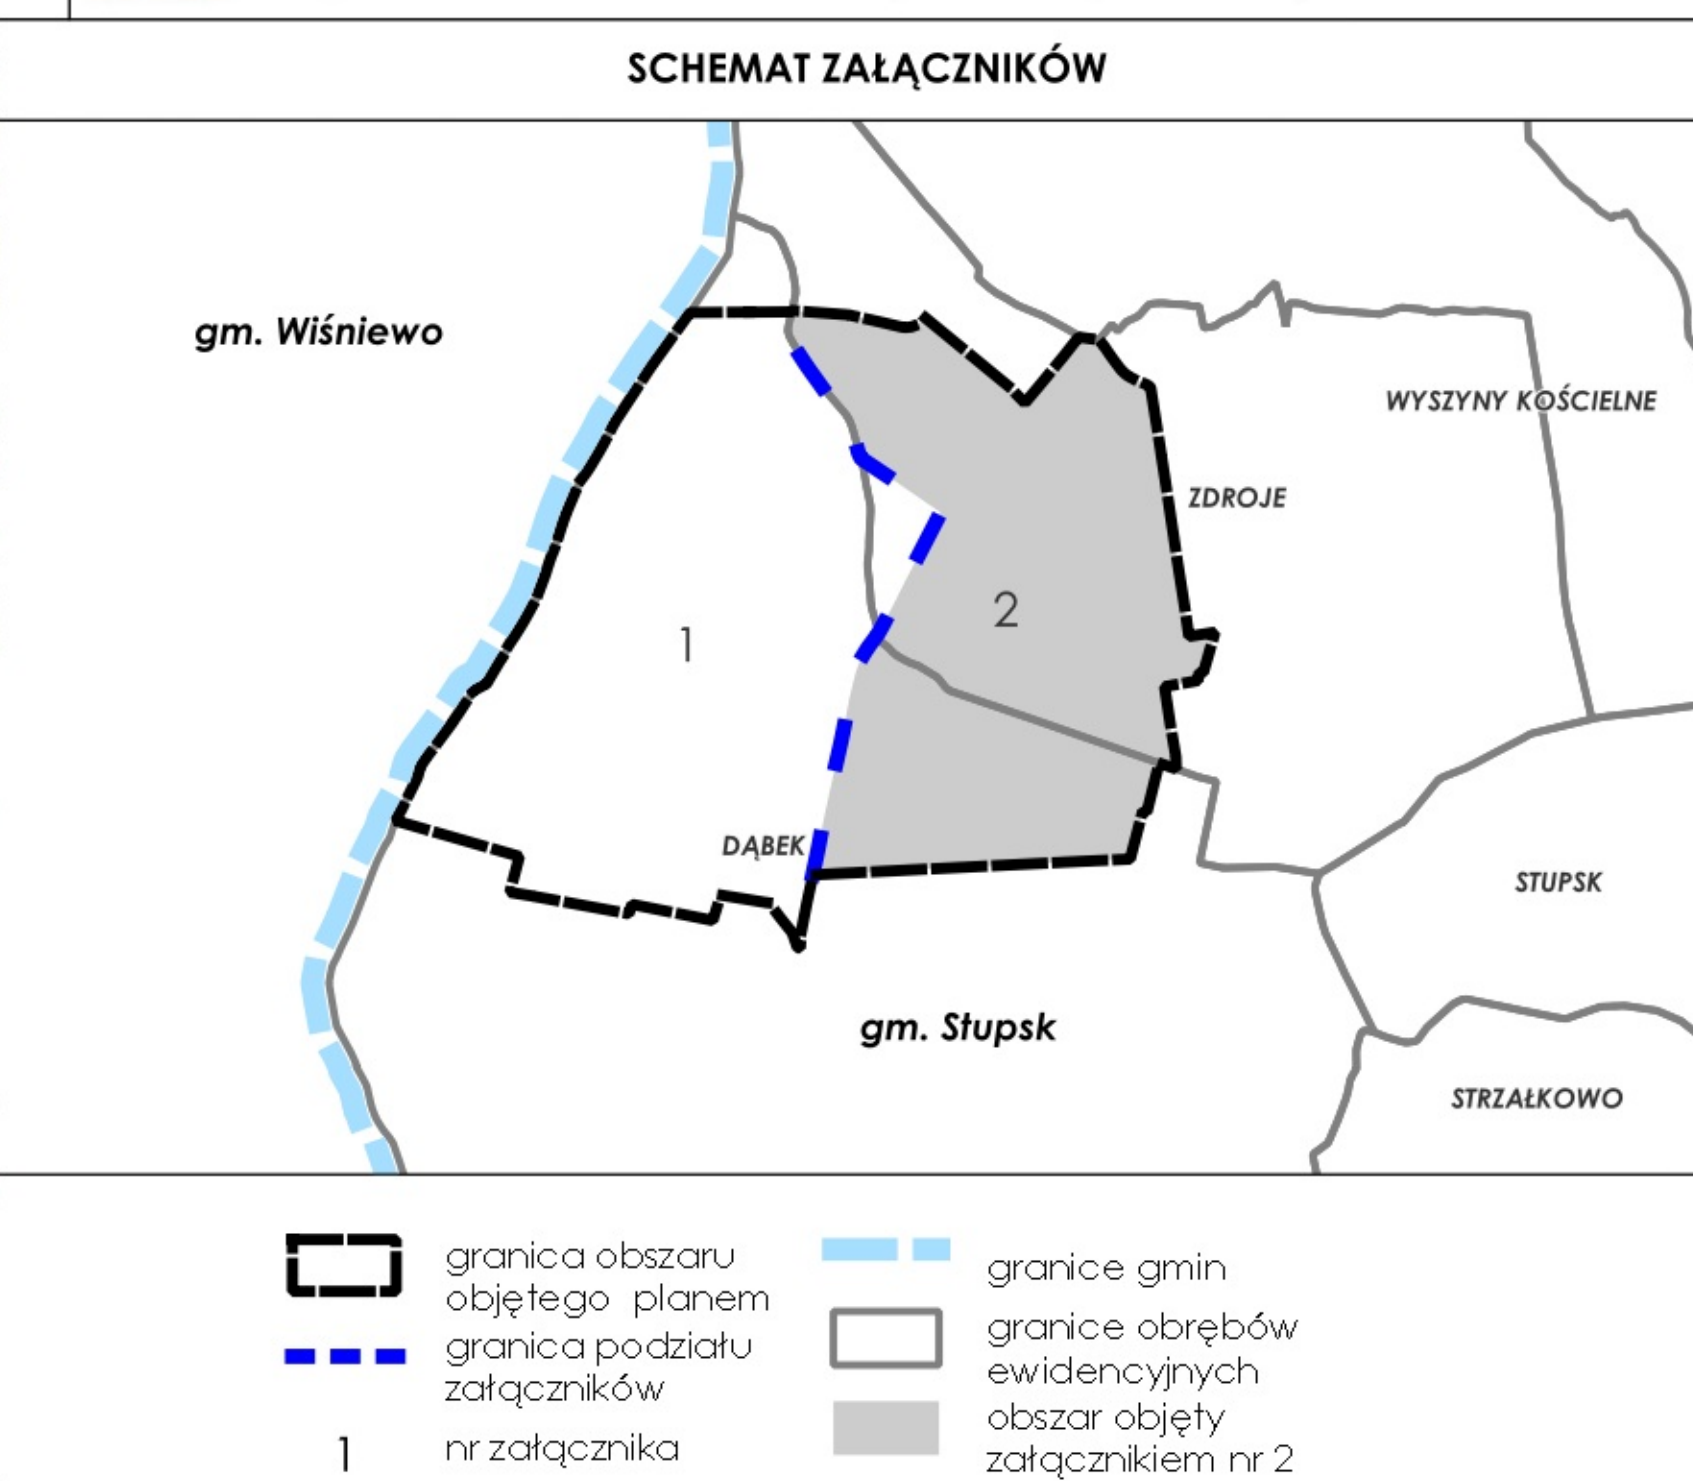 SCHEMAT ZAŁĄCZNIKÓW
gm. Wiśniewo
WYSZYNY KOŚCIELNE
ZDROJE
2
1
DĄBEK
STUPSK
gm. Stupsk
STRZAŁKOWO
granica obszaru
objętego planem
granica podziału
załączników
1
nr załącznika
granice gmin
granice obrębów
ewidencyjnych
obszar objęty
załącznikiem nr 2